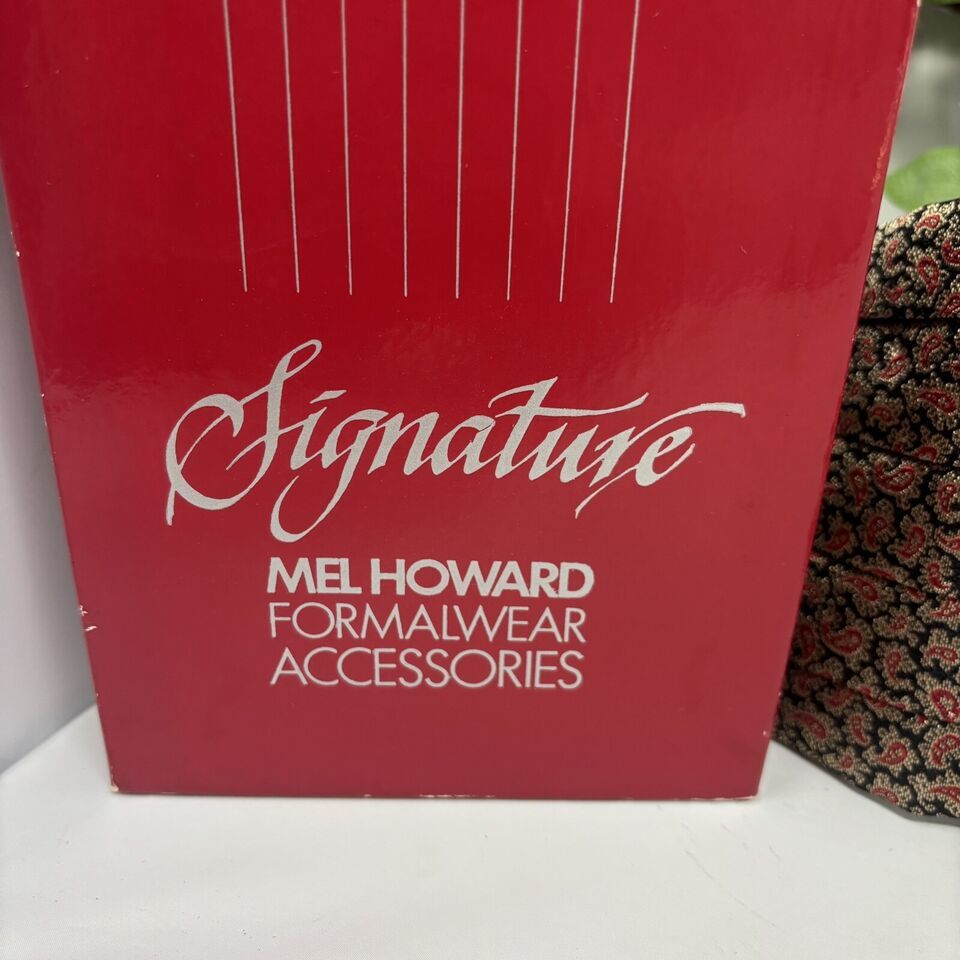 Signature
MEL HOWARD
FORMALWEAR
ACCESSORIES